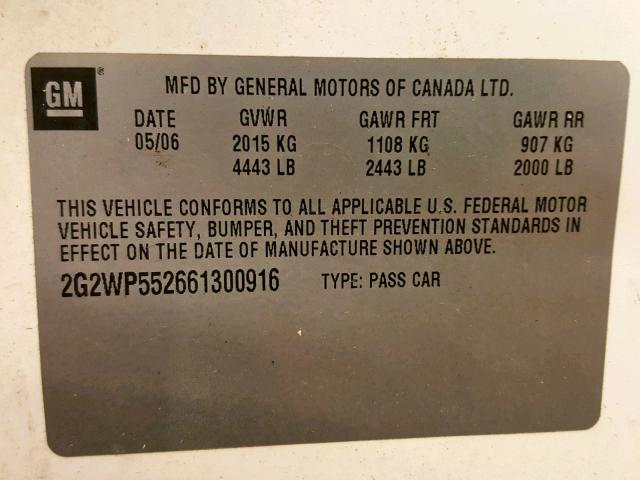 GM ® MFD BY GENERAL MOTORS OF CANADA LTD.
DATE GVWR GAWR FRT GAWR RR
05/06 2015 KG 1108 KG 907 KG
4443 LB 2443 LB 2000 LB
THIS VEHICLE CONFORMS TO ALL APPLICABLE U.S. FEDERAL MOTOR
VEHICLE SAFETY, BUMPER, AND THEFT PREVENTION STANDARDS IN
EFFECT ON THE DATE OF MANUFACTURE SHOWN ABOVE.
2G2WP552661300916 TYPE: PASS CAR